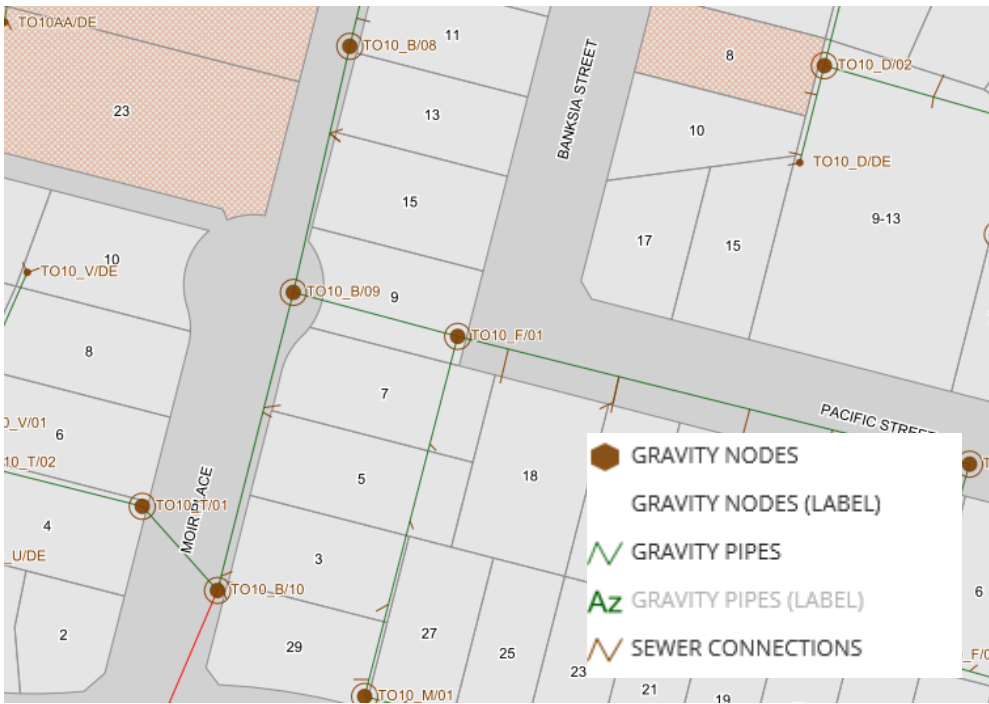 TO10AA/DE
TO10_B/08
11
8
TO10_D/02
23
13
BANKSIA STREET
10
TO10_D/DE
15
9-13
17
15
10
TO10_V/DE
TO10_B/09
9
TO10_F/01
8
7
PACIFIC STREET
0_V/01
6
10_T/02
5
18
GRAVITY NODES
TO10_T/01
GRAVITY NODES (LABEL)
MOIR PLACE
4
GRAVITY PIPES
_U/DE
3
TO10_B/10
Az GRAVITY PIPES (LABEL)
6
2
29
27
25
SEWER CONNECTIONS
23
21
19
TO10_M/01